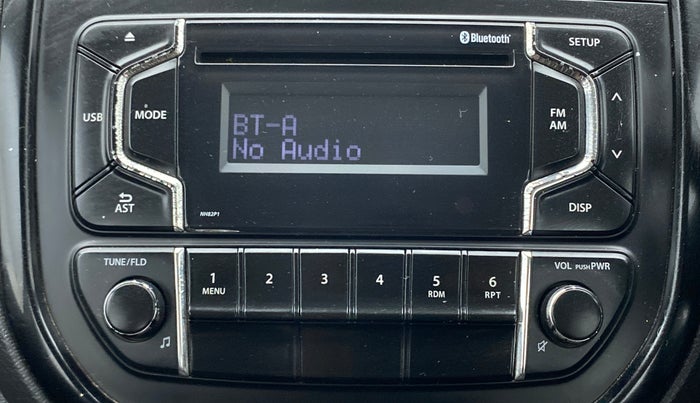 Bluetooth
SETUP
USB
MODE
FM
AM
BT-A
No Audio
AST
DISP
NH82P1
TUNE/FLD
VOL PUSH PWR
1
MENU
2
3
4
5
RDM
6
RPT